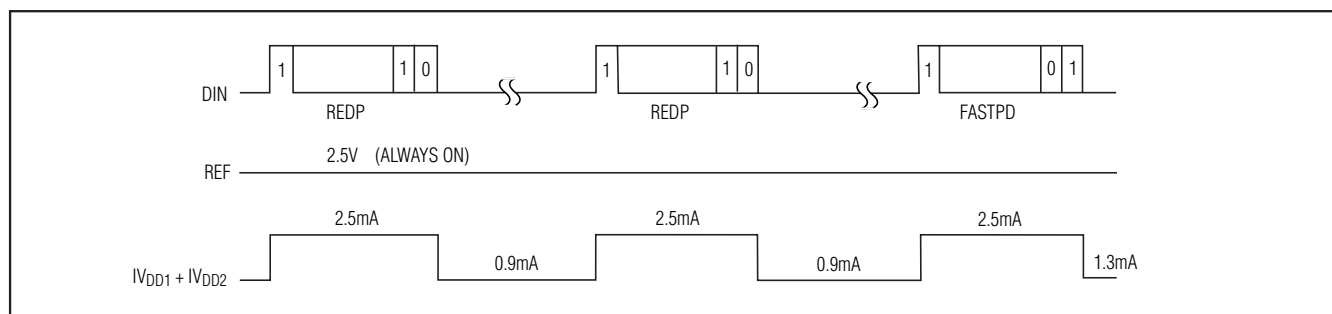 1 1 0 1 1 0 1 0 1
DIN
REDP REDP FASTPD
2.5V (ALWAYS ON)
REF
2.5mA 2.5mA 2.5mA
0.9mA 0.9mA 1.3mA
IVDD1 + IVDD2